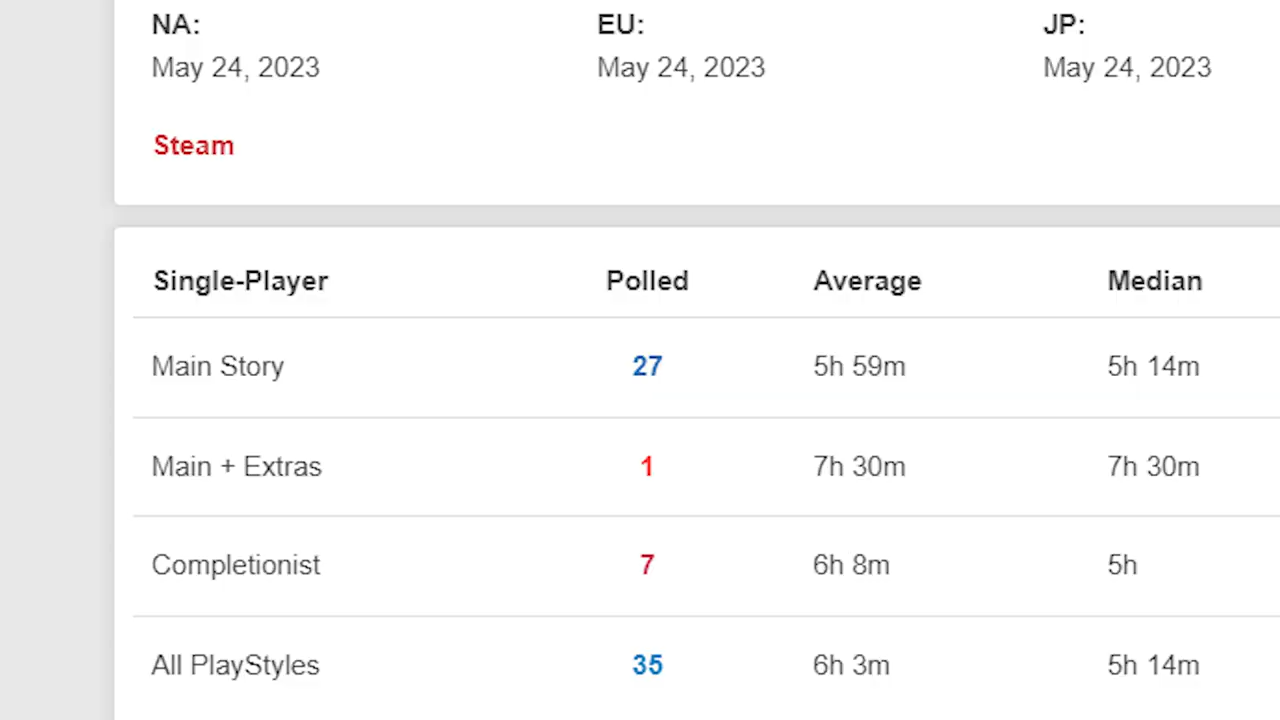 NA: EU: JP:
May 24, 2023 May 24, 2023 May 24, 2023
Steam
Single-Player Polled Average Median
Main Story 27 5h 59m 5h 14m
Main + Extras 1 7h 30m 7h 30m
Completionist 7 6h 8m 5h
All PlayStyles 35 6h 3m 5h 14m